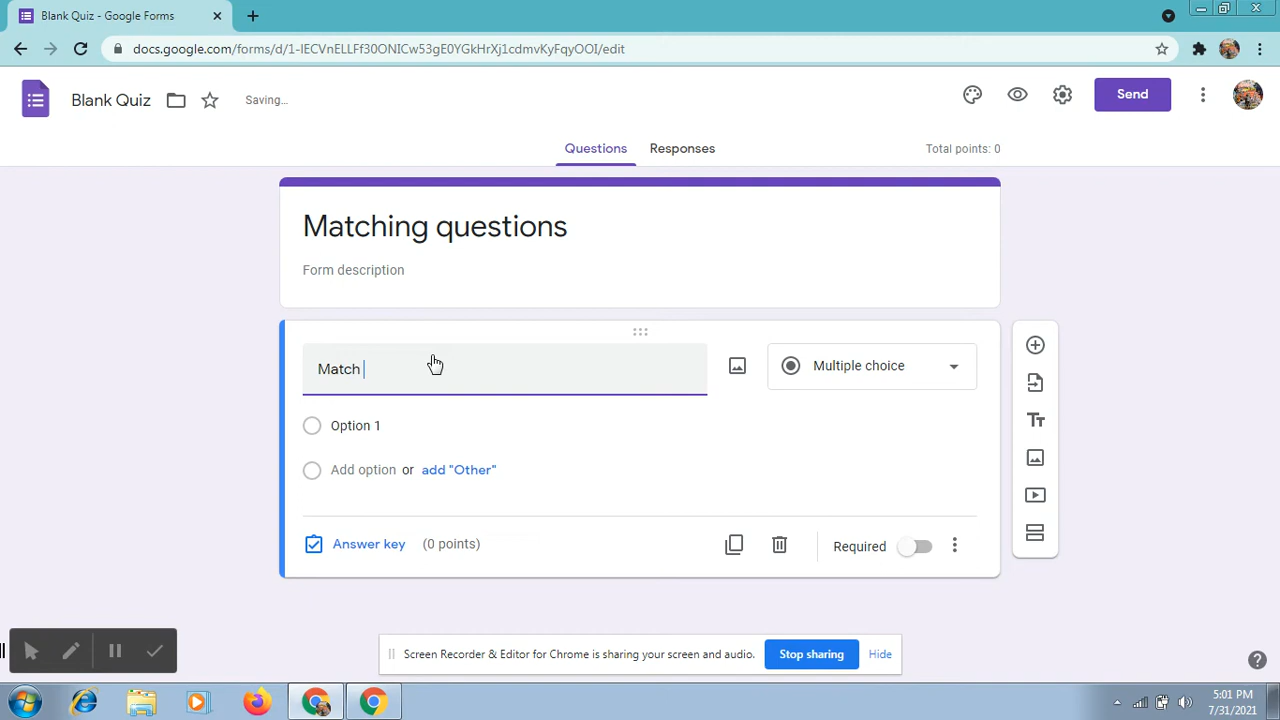 Blank Quiz - Google Forms
docs.google.com/forms/d/1-IECVnELLFf30ONICw53gE0YGkHrXj1cdmvKyFqyOOI/edit
Blank Quiz
Saving...
Send
Questions
Responses
Total points: 0
Matching questions
Form description
Match
Multiple choice
Option 1
Add option or add "Other"
Answer key (0 points)
Required
Screen Recorder & Editor for Chrome is sharing your screen and audio.
Stop sharing
Hide
5:01 PM
7/31/2021